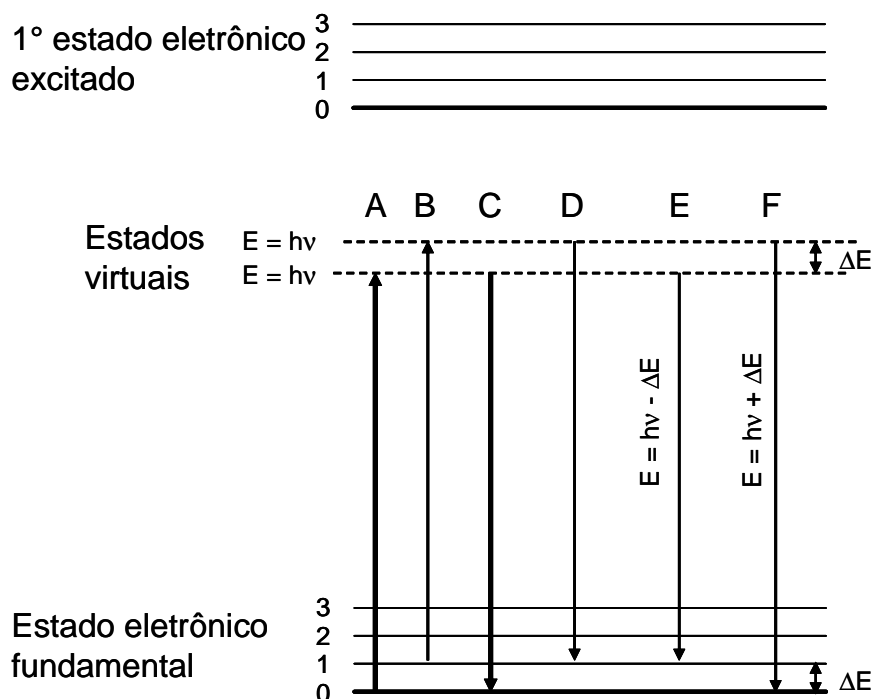 1° estado eletrônico
excitado
3
2
1
0
A B C D E F
Estados
virtuais
E = hν
E = hν
ΔE
E = hν - ΔE
E = hν + ΔE
Estado eletrônico
fundamental
3
2
1
0
ΔE